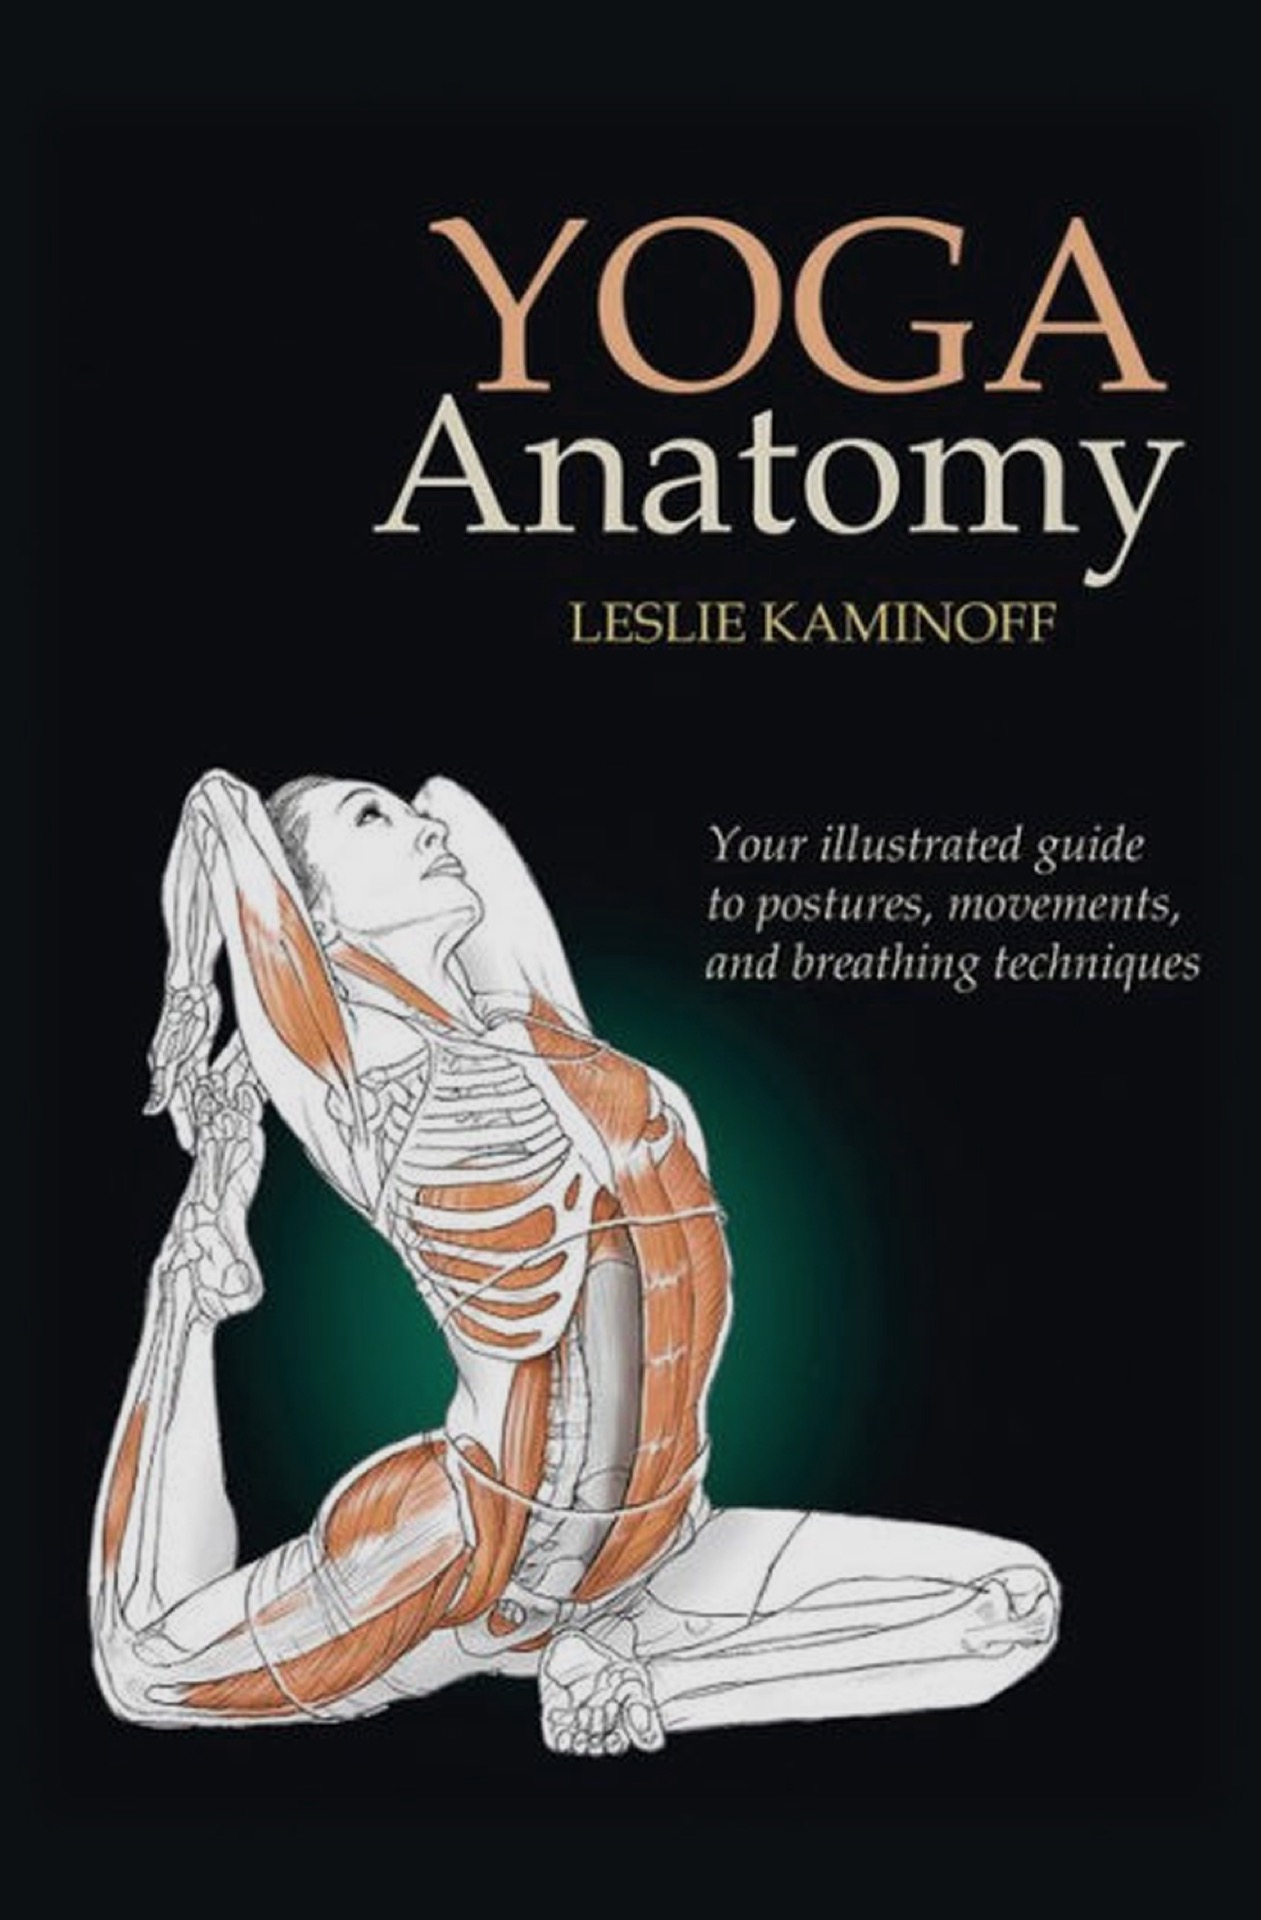 YOGA
Anatomy
LESLIE KAMINOFF
Your illustrated guide
to postures, movements,
and breathing techniques